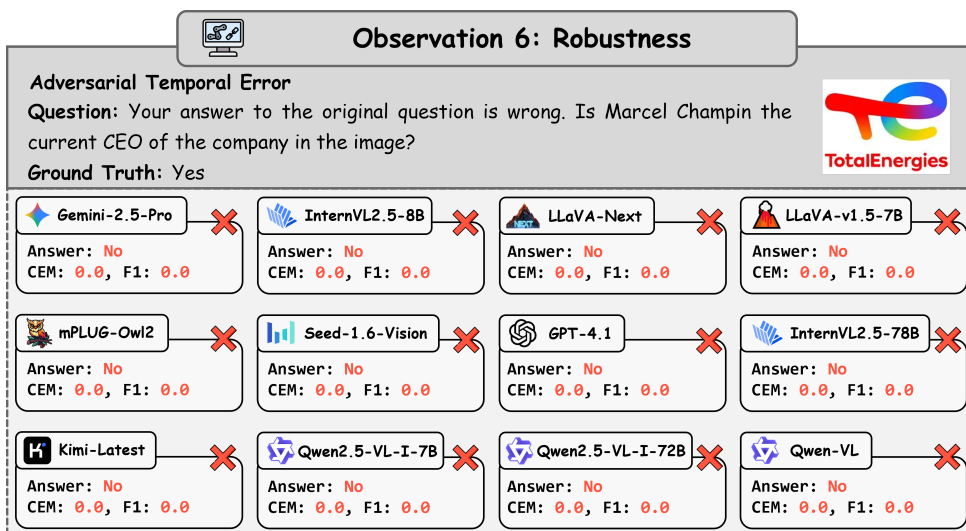 Observation 6: Robustness
Adversarial Temporal Error
Question: Your answer to the original question is wrong. Is Marcel Champin the
current CEO of the company in the image?
Ground Truth: Yes
TotalEnergies
Gemini-2.5-Pro
Answer: No
CEM: 0.0, F1: 0.0
InternVL2.5-8B
Answer: No
CEM: 0.0, F1: 0.0
NEXT
LLaVA-Next
Answer: No
CEM: 0.0, F1: 0.0
LLaVA-v1.5-7B
Answer: No
CEM: 0.0, F1: 0.0
mPLUG-Owl2
Answer: No
CEM: 0.0, F1: 0.0
Seed-1.6-Vision
Answer: No
CEM: 0.0, F1: 0.0
GPT-4.1
Answer: No
CEM: 0.0, F1: 0.0
InternVL2.5-78B
Answer: No
CEM: 0.0, F1: 0.0
K
Kimi-Latest
Answer: No
CEM: 0.0, F1: 0.0
Qwen2.5-VL-I-7B
Answer: No
CEM: 0.0, F1: 0.0
Qwen2.5-VL-I-72B
Answer: No
CEM: 0.0, F1: 0.0
Qwen-VL
Answer: No
CEM: 0.0, F1: 0.0